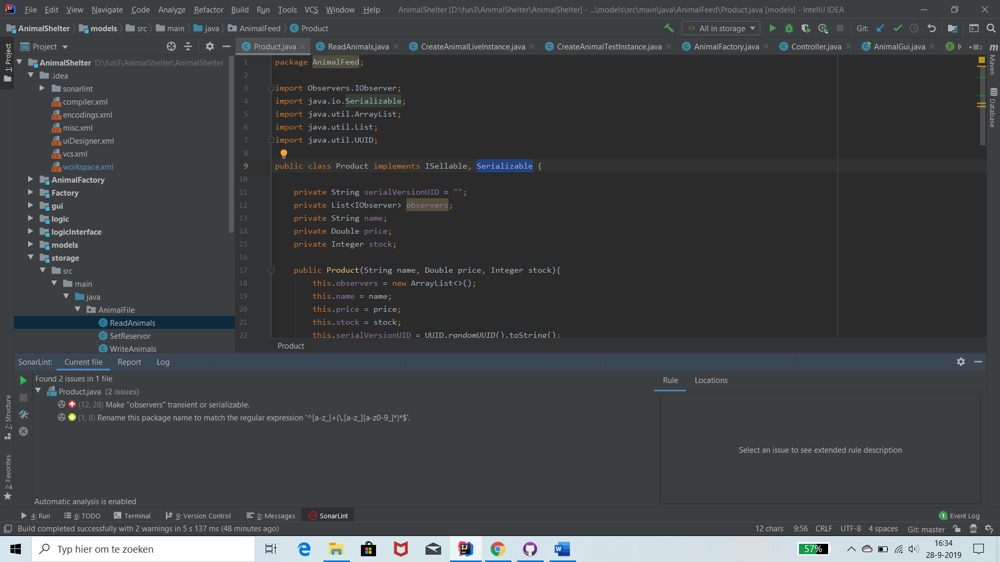 File Edit View Navigate Code Analyze Refactor Build Run Tools VCS Window Help AnimalShelter [D:\fun3\AnimalShelter\AnimalShelter] - ...\models\src\main\java\AnimalFeed\Product.java [models] - IntelliJ IDEA
AnimalShelter models src main java AnimalFeed Product All in storage Git:
Project Product.java ReadAnimals.java CreateAnimalLiveInstance.java CreateAnimalTestInstance.java AnimalFactory.java Controller.java AnimalGui.java
1: Project
7: Structure
2: Favorites
AnimalShelter D:\fun3\AnimalShelter\AnimalShelter
.idea
sonarlint
compiler.xml
encodings.xml
misc.xml
uiDesigner.xml
vcs.xml
workspace.xml
AnimalFactory
Factory
gui
logic
logicInterface
models
storage
src
main
java
AnimalFile
ReadAnimals
SetReservor
WriteAnimals
1 package AnimalFeed;
2
3 import Observers.IObserver;
4 import java.io.Serializable;
5 import java.util.ArrayList;
6 import java.util.List;
7 import java.util.UUID;
8
9 public class Product implements ISellable, Serializable {
10
11 private String serialVersionUID = "";
12 private List<IObserver> observers;
13 private String name;
14 private Double price;
15 private Integer stock;
16
17 public Product(String name, Double price, Integer stock){
18 this.observers = new ArrayList<>();
19 this.name = name;
20 this.price = price;
21 this.stock = stock;
22 this.serialVersionUID = UUID.randomUUID().toString();
Product
Maven
Database
SonarLint: Current file Report Log
Found 2 issues in 1 file
Product.java (2 issues)
(12, 28) Make "observers" transient or serializable.
(1, 8) Rename this package name to match the regular expression '^[a-z_]+(\.[a-z_][a-z0-9_]*)*$'.
Automatic analysis is enabled
Rule Locations
Select an issue to see extended rule description
4: Run 6: TODO Terminal 9: Version Control 0: Messages SonarLint 1 Event Log
Build completed successfully with 2 warnings in 5 s 137 ms (48 minutes ago) 12 chars 9:56 CRLF UTF-8 4 spaces Git: master
Typ hier om te zoeken 57% 16:34
28-9-2019